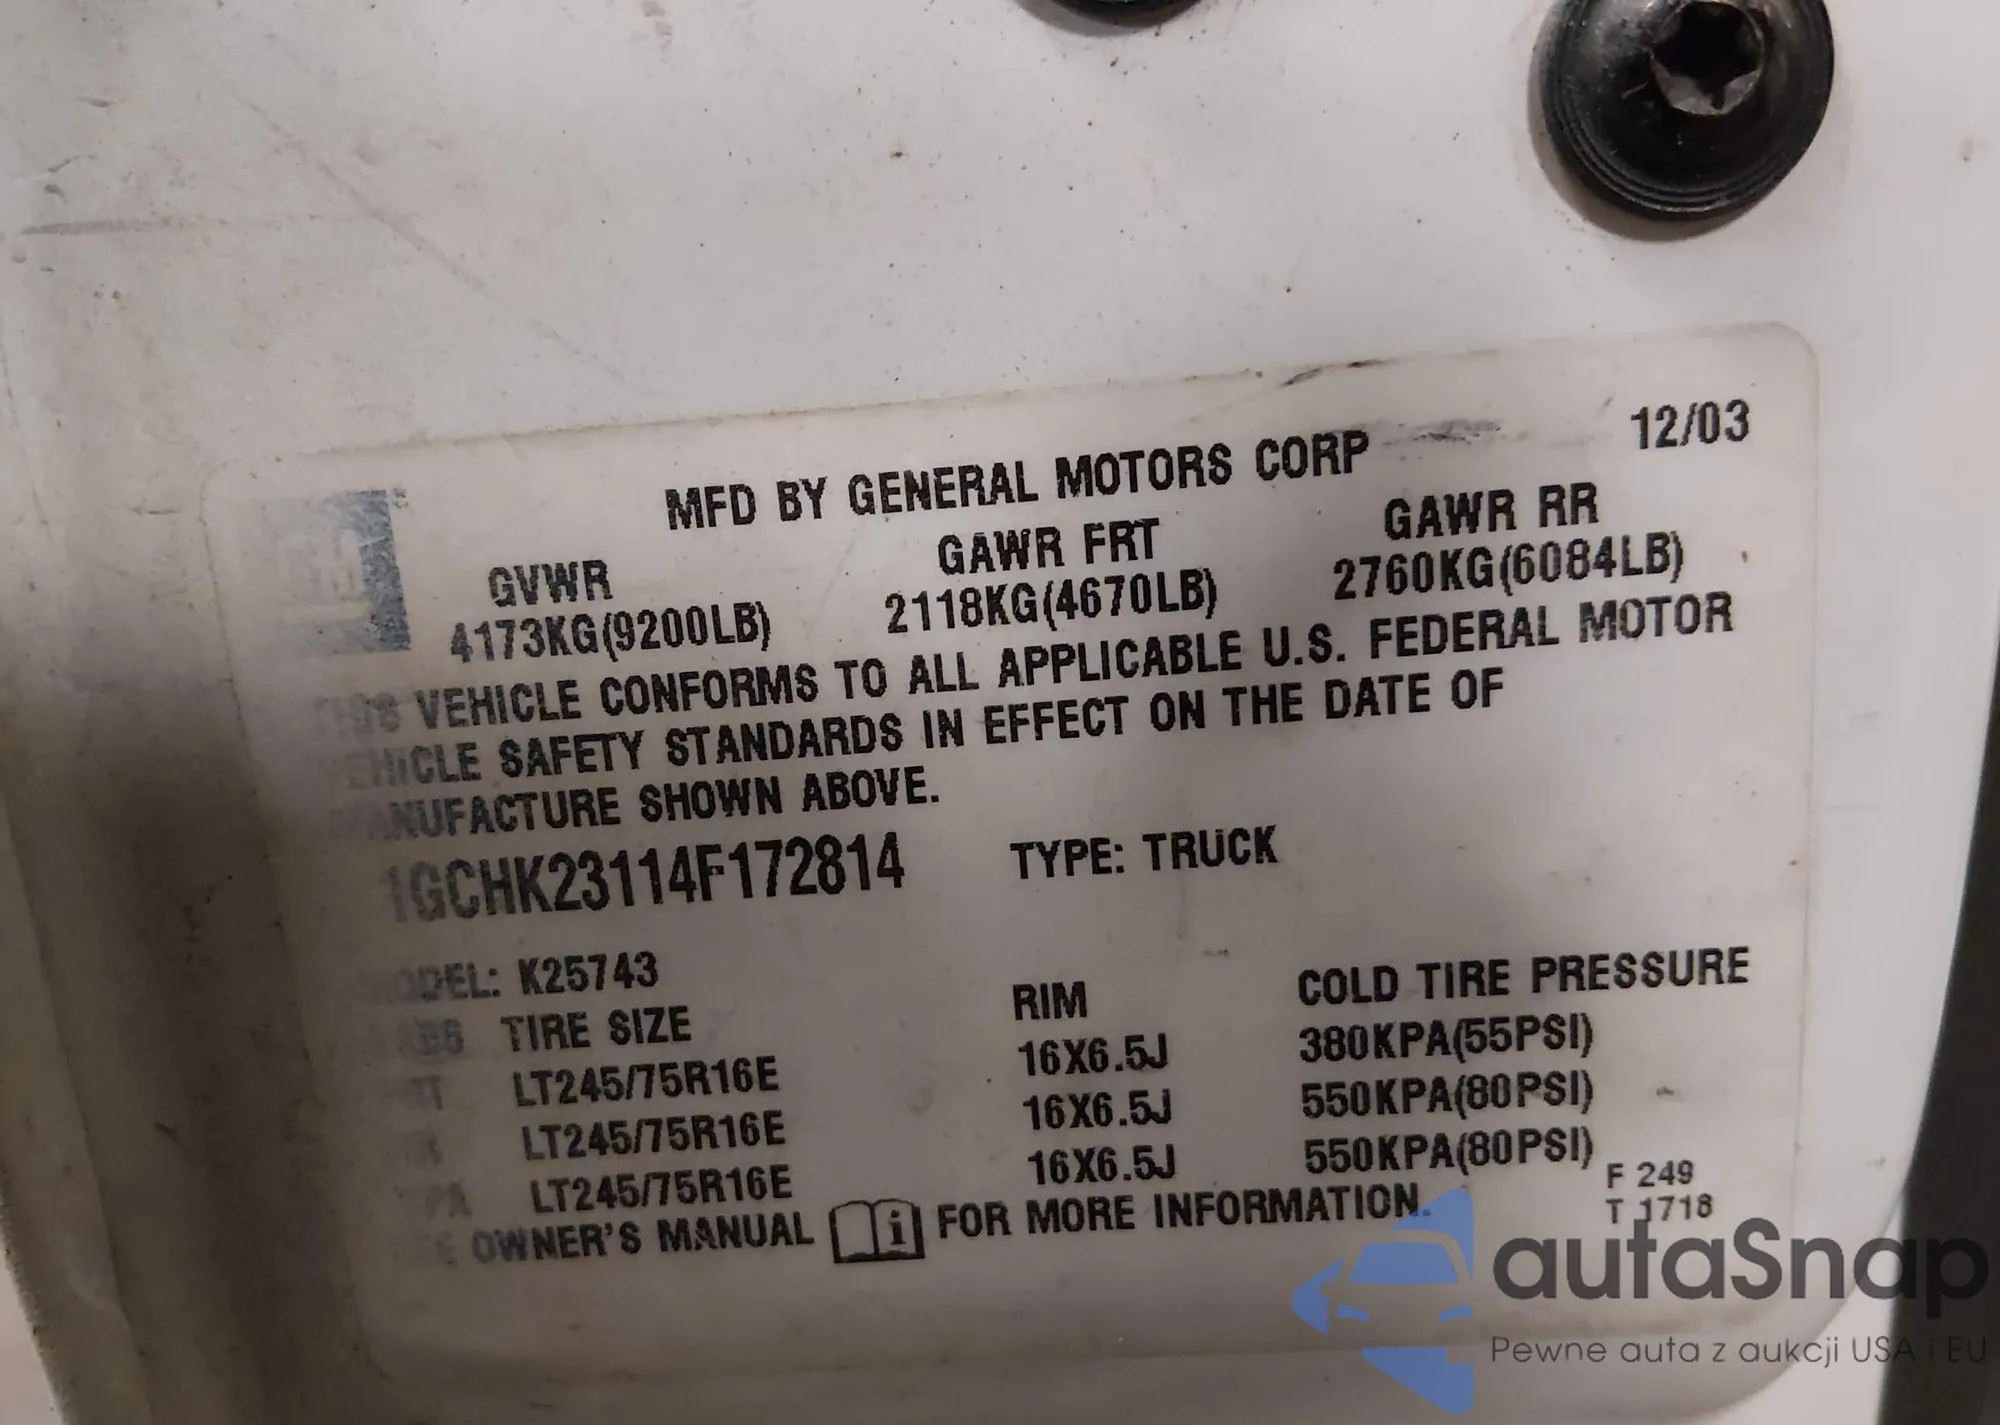 12/03
MFD BY GENERAL MOTORS CORP
GVWR GAWR FRT GAWR RR
4173KG(9200LB) 2118KG(4670LB) 2760KG(6084LB)
THIS VEHICLE CONFORMS TO ALL APPLICABLE U.S. FEDERAL MOTOR
VEHICLE SAFETY STANDARDS IN EFFECT ON THE DATE OF
MANUFACTURE SHOWN ABOVE.
1GCHK23114F172814 TYPE: TRUCK
MODEL: K25743
TIRE SIZE RIM COLD TIRE PRESSURE
LT245/75R16E 16X6.5J 380KPA(55PSI)
LT245/75R16E 16X6.5J 550KPA(80PSI)
LT245/75R16E 16X6.5J 550KPA(80PSI)
OWNER'S MANUAL i FOR MORE INFORMATION.
F 249
T 1718
autaSnap
Pewne auta z aukcji USA i EU